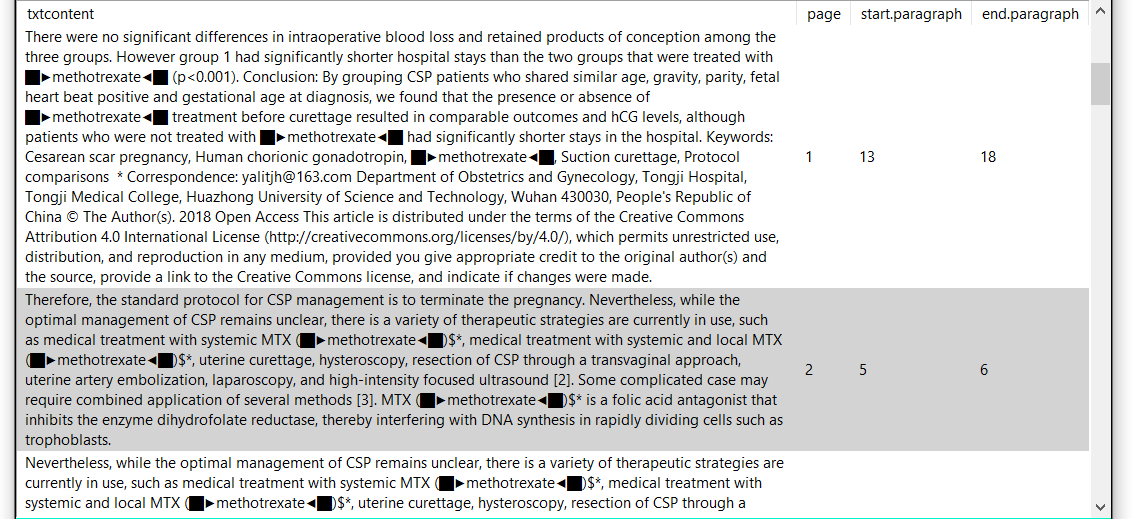 txtcontent page start.paragraph end.paragraph
There were no significant differences in intraoperative blood loss and retained products of conception among the
three groups. However group 1 had significantly shorter hospital stays than the two groups that were treated with
█►methotrexate◄█ (p<0.001). Conclusion: By grouping CSP patients who shared similar age, gravity, parity, fetal
heart beat positive and gestational age at diagnosis, we found that the presence or absence of
█►methotrexate◄█ treatment before curettage resulted in comparable outcomes and hCG levels, although
patients who were not treated with █►methotrexate◄█ had significantly shorter stays in the hospital. Keywords:
Cesarean scar pregnancy, Human chorionic gonadotropin, █►methotrexate◄█, Suction curettage, Protocol
comparisons * Correspondence: yalitjh@163.com Department of Obstetrics and Gynecology, Tongji Hospital,
Tongji Medical College, Huazhong University of Science and Technology, Wuhan 430030, People's Republic of
China © The Author(s). 2018 Open Access This article is distributed under the terms of the Creative Commons
Attribution 4.0 International License (http://creativecommons.org/licenses/by/4.0/), which permits unrestricted use,
distribution, and reproduction in any medium, provided you give appropriate credit to the original author(s) and
the source, provide a link to the Creative Commons license, and indicate if changes were made.
1 13 18
Therefore, the standard protocol for CSP management is to terminate the pregnancy. Nevertheless, while the
optimal management of CSP remains unclear, there is a variety of therapeutic strategies are currently in use, such
as medical treatment with systemic MTX (█►methotrexate◄█)$*, medical treatment with systemic and local MTX
(█►methotrexate◄█)$*, uterine curettage, hysteroscopy, resection of CSP through a transvaginal approach,
uterine artery embolization, laparoscopy, and high-intensity focused ultrasound [2]. Some complicated case may
require combined application of several methods [3]. MTX (█►methotrexate◄█)$* is a folic acid antagonist that
inhibits the enzyme dihydrofolate reductase, thereby interfering with DNA synthesis in rapidly dividing cells such as
trophoblasts.
2 5 6
Nevertheless, while the optimal management of CSP remains unclear, there is a variety of therapeutic strategies are
currently in use, such as medical treatment with systemic MTX (█►methotrexate◄█)$*, medical treatment with
systemic and local MTX (█►methotrexate◄█)$*, uterine curettage, hysteroscopy, resection of CSP through a